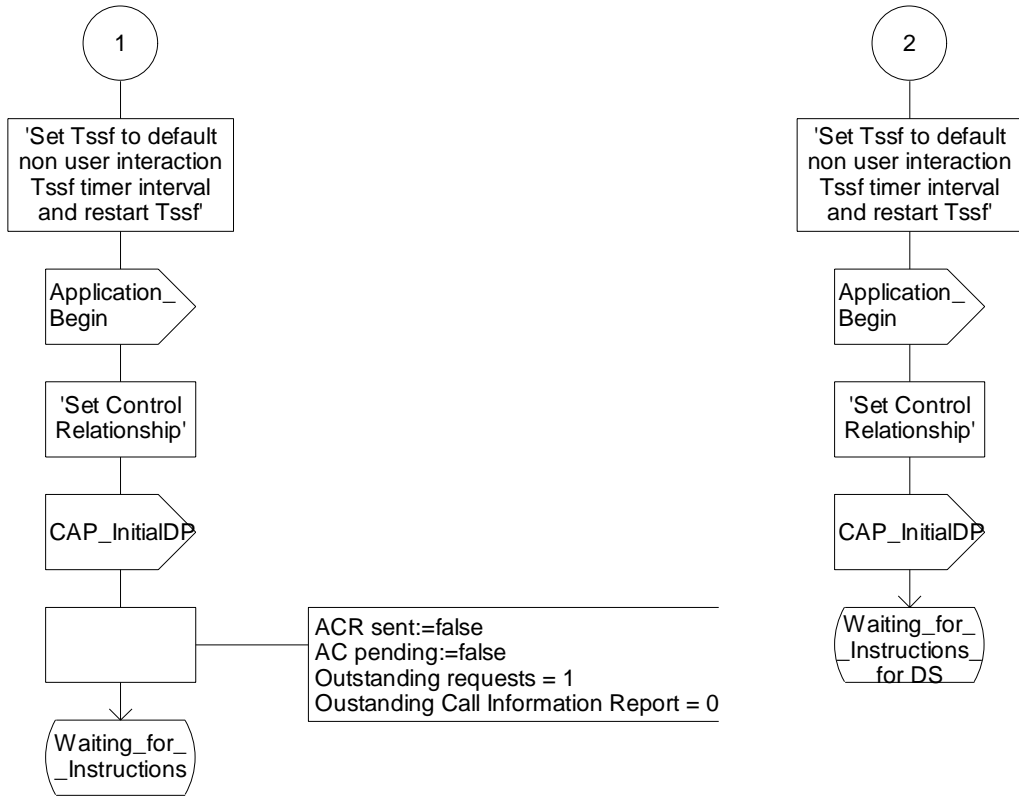 1
'Set Tssf to default
non user interaction
Tssf timer interval
and restart Tssf'
Application_
Begin
'Set Control
Relationship'
CAP_InitialDP
ACR sent:=false
AC pending:=false
Outstanding requests = 1
Oustanding Call Information Report = 0
Waiting_for_
_Instructions
2
'Set Tssf to default
non user interaction
Tssf timer interval
and restart Tssf'
Application_
Begin
'Set Control
Relationship'
CAP_InitialDP
Waiting_for_
_Instructions_
for DS